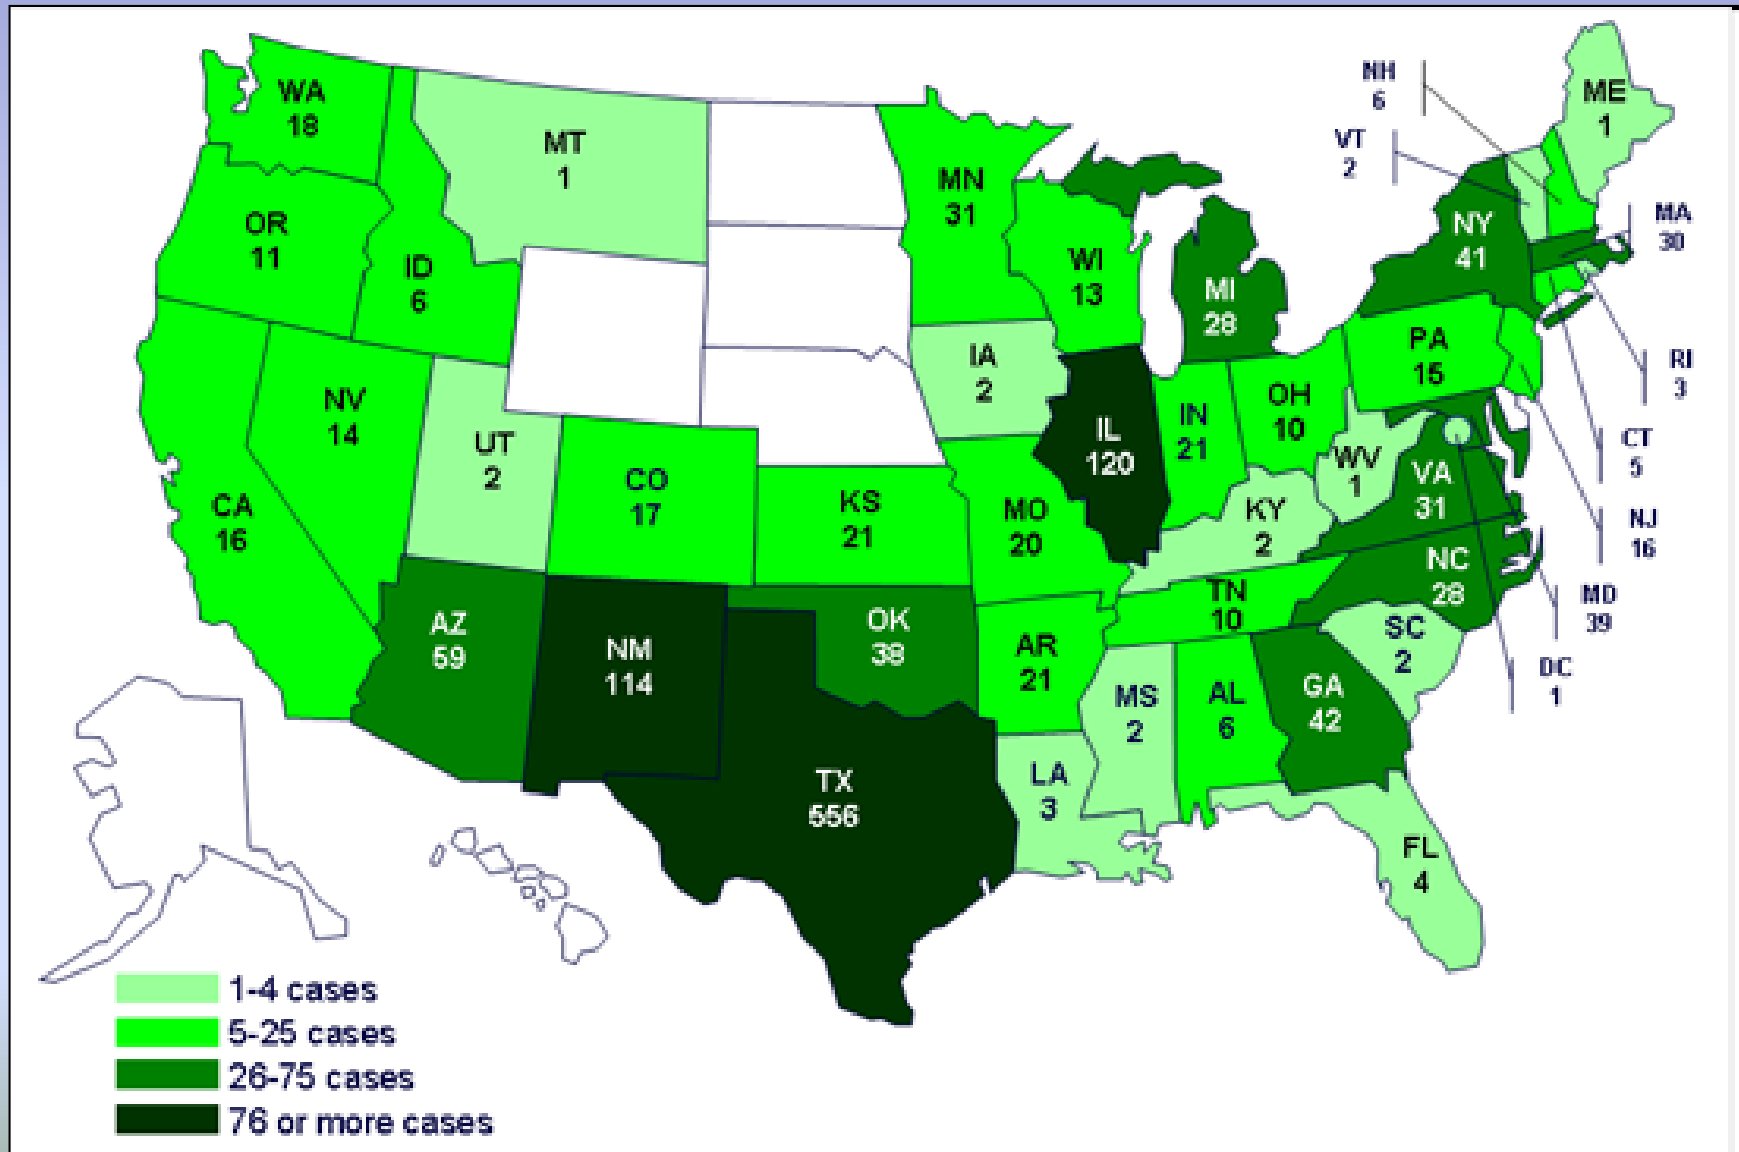 WA
18
OR
11
CA
16
ID
6
NV
14
MT
1
UT
2
AZ
59
CO
17
NM
114
KS
21
OK
38
TX
556
MN
31
IA
2
MO
20
AR
21
LA
3
WI
13
IL
120
MI
28
IN
21
OH
10
KY
2
TN
10
MS
2
AL
6
GA
42
FL
4
SC
2
NC
28
VA
31
WV
1
PA
15
NY
41
VT
2
NH
6
ME
1
MA
30
RI
3
CT
5
NJ
16
MD
39
DC
1
1-4 cases
5-25 cases
26-75 cases
76 or more cases